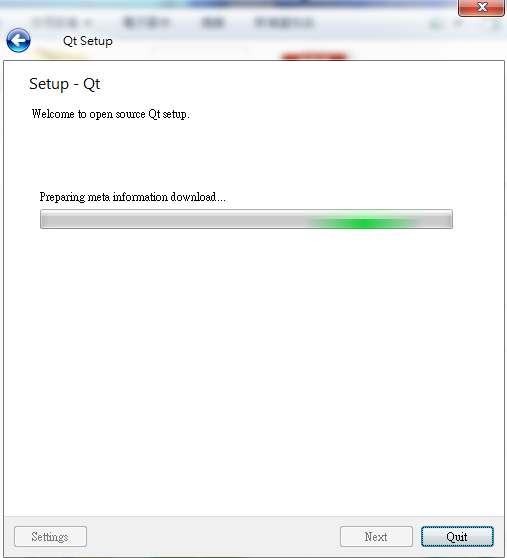 Qt Setup
Setup - Qt
Welcome to open source Qt setup.
Preparing meta information download...
Settings
Next
Quit